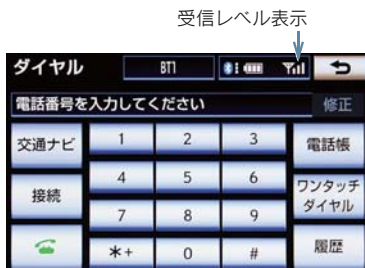 受信レベル表示
ダイヤル BT1
電話番号を入力してください 修正
交通ナビ 1 2 3 電話帳
接続 4 5 6 ワンタッチ
ダイヤル
7 8 9
*+ 0 # 履歴